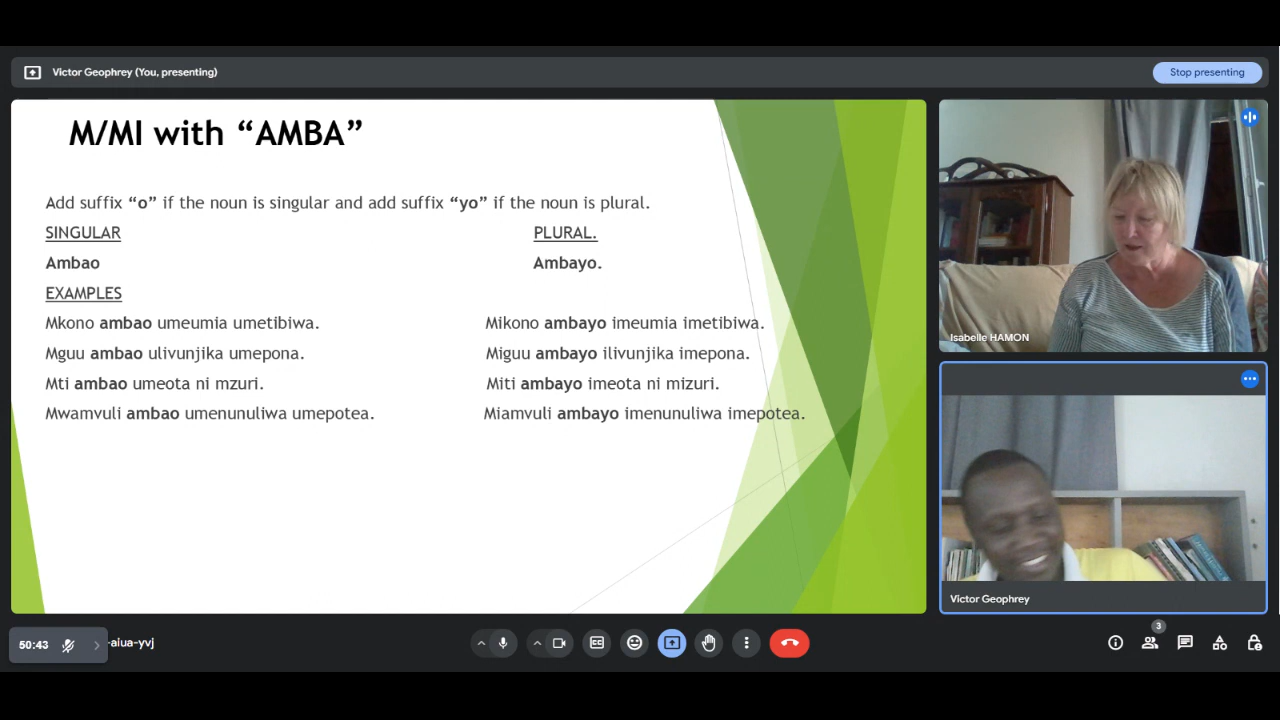 Victor Geophrey (You, presenting)
Stop presenting
M/MI with “AMBA”
Add suffix “o” if the noun is singular and add suffix “yo” if the noun is plural.
SINGULAR PLURAL.
Ambao Ambayo.
EXAMPLES
Mkono ambao umeumia umetibiwa. Mikono ambayo imeumia imetibiwa.
Mguu ambao ulivunjika umepona. Miguu ambayo ilivunjika imepona.
Mti ambao umeota ni mzuri. Miti ambayo imeota ni mizuri.
Mwamvuli ambao umenunuliwa umepotea. Miamvuli ambayo imenunuliwa imepotea.
Isabelle HAMON
Victor Geophrey
50:43
-aiua-yvj
3